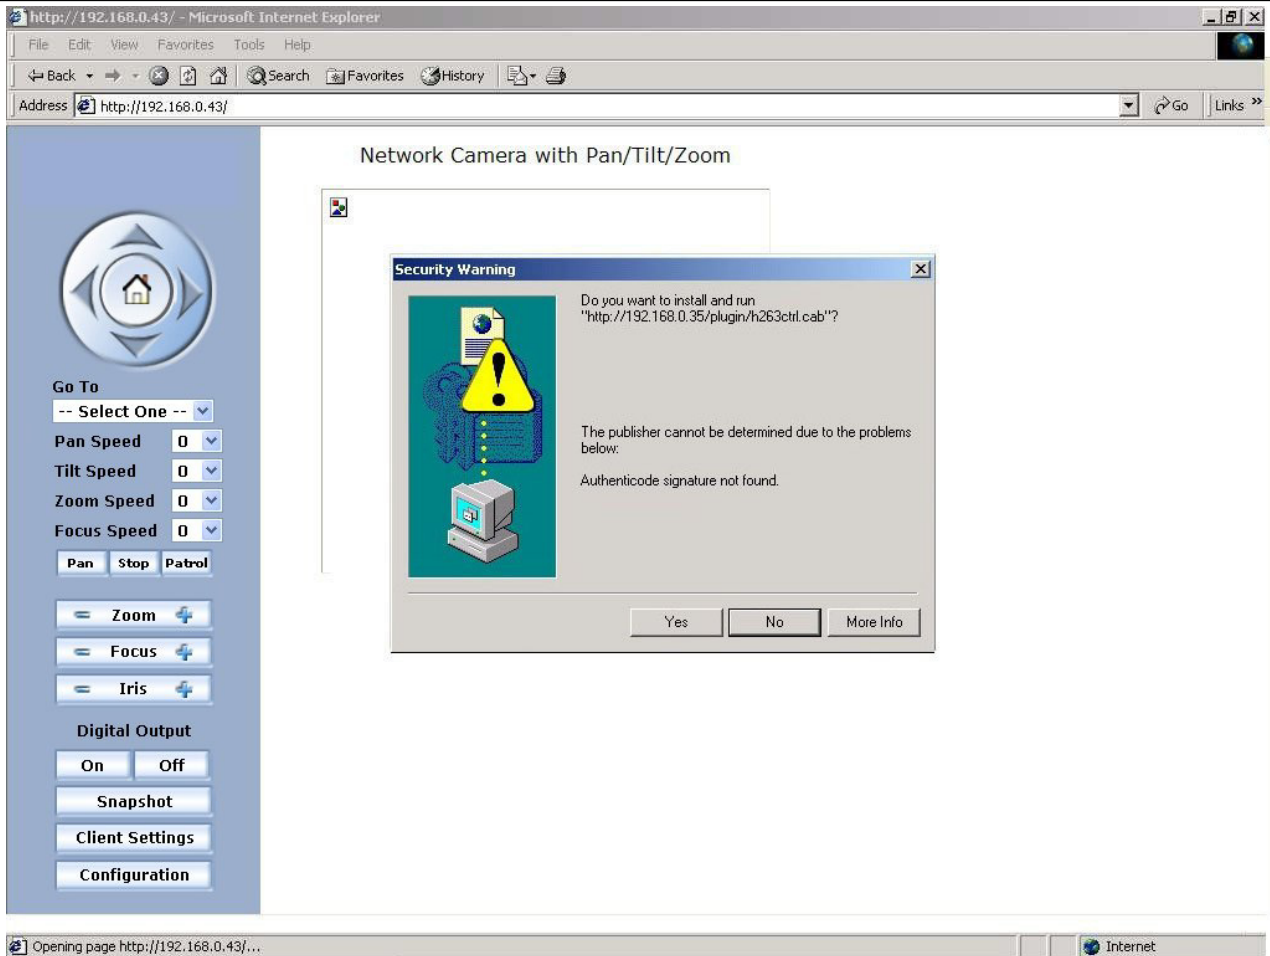 http://192.168.0.43/ - Microsoft Internet Explorer
File Edit View Favorites Tools Help
Back Search Favorites History
Address http://192.168.0.43/ Go Links »
Network Camera with Pan/Tilt/Zoom
Security Warning
Do you want to install and run
"http://192.168.0.35/plugin/h263ctrl.cab"?
The publisher cannot be determined due to the problems
below:
Authenticode signature not found.
Yes No More Info
Go To
-- Select One --
Pan Speed 0
Tilt Speed 0
Zoom Speed 0
Focus Speed 0
Pan Stop Patrol
Zoom
Focus
Iris
Digital Output
On Off
Snapshot
Client Settings
Configuration
Opening page http://192.168.0.43/... Internet